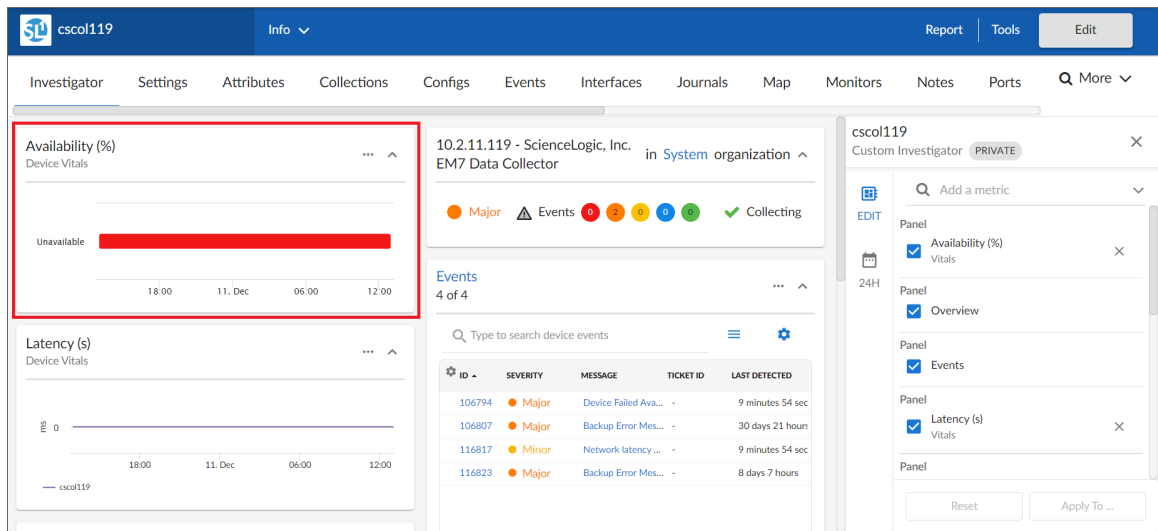 SL1 cscol119 Info Report Tools Edit
Investigator Settings Attributes Collections Configs Events Interfaces Journals Map Monitors Notes Ports More
Availability (%)
Device Vitals
Unavailable
18:00 11. Dec 06:00 12:00
Latency (s)
Device Vitals
ms 0
18:00 11. Dec 06:00 12:00
cscol119
10.2.11.119 - ScienceLogic, Inc.
EM7 Data Collector
in System organization
Major Events 0 2 0 0 0 Collecting
Events
4 of 4
Type to search device events
ID SEVERITY MESSAGE TICKET ID LAST DETECTED
106794 Major Device Failed Ava... - 9 minutes 54 sec
106807 Major Backup Error Mes... - 30 days 21 hours
116817 Minor Network latency ... - 9 minutes 54 sec
116823 Major Backup Error Mes... - 8 days 7 hours
cscol119
Custom Investigator PRIVATE
EDIT
24H
Add a metric
Panel
Availability (%)
Vitals
Panel
Overview
Panel
Events
Panel
Latency (s)
Vitals
Panel
Reset Apply To ...